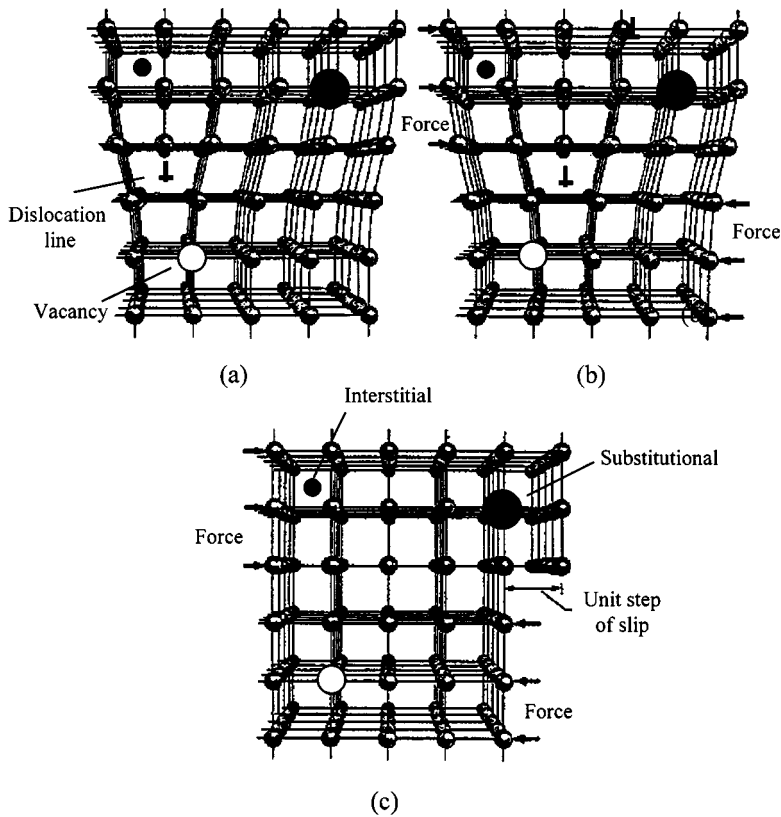 Force
Dislocation
line
Force
Vacancy
(a)
(b)
Interstitial
Substitutional
Force
Unit step
of slip
Force
(c)